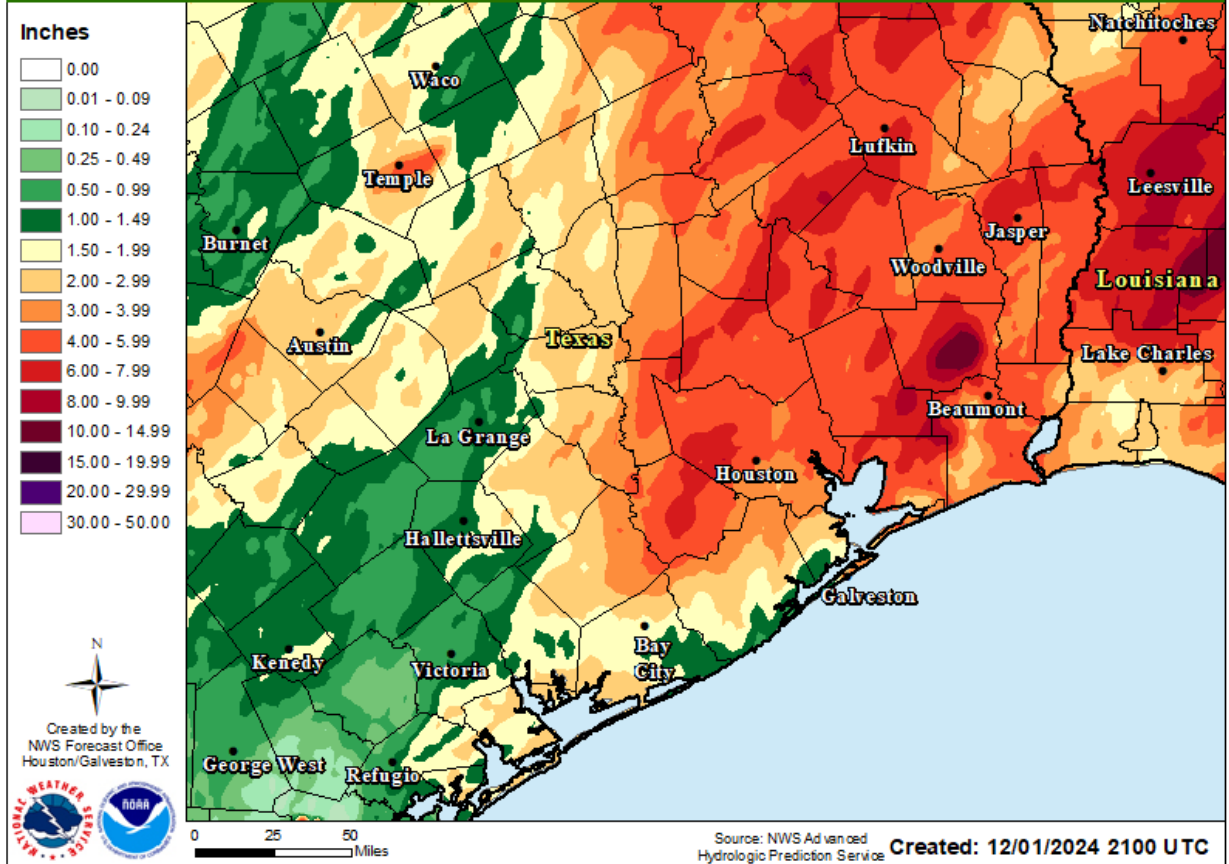 Inches
0.00
0.01 - 0.09
0.10 - 0.24
0.25 - 0.49
0.50 - 0.99
1.00 - 1.49
1.50 - 1.99
2.00 - 2.99
3.00 - 3.99
4.00 - 5.99
6.00 - 7.99
8.00 - 9.99
10.00 - 14.99
15.00 - 19.99
20.00 - 29.99
30.00 - 50.00
N
Created by the
NWS Forecast Office
Houston/Galveston, TX
NATIONAL WEATHER SERVICE
NOAA
Natchitoches
Waco
Lufkin
Temple
Leesville
Burnet
Jasper
Woodville
Louisiana
Austin
Texas
Lake Charles
Beaumont
La Grange
Houston
Hallettsville
Galveston
Bay
City
Kenedy
Victoria
George West
Refugio
0 25 50
Miles
Source: NWS Advanced
Hydrologic Prediction Service
Created: 12/01/2024 2100 UTC